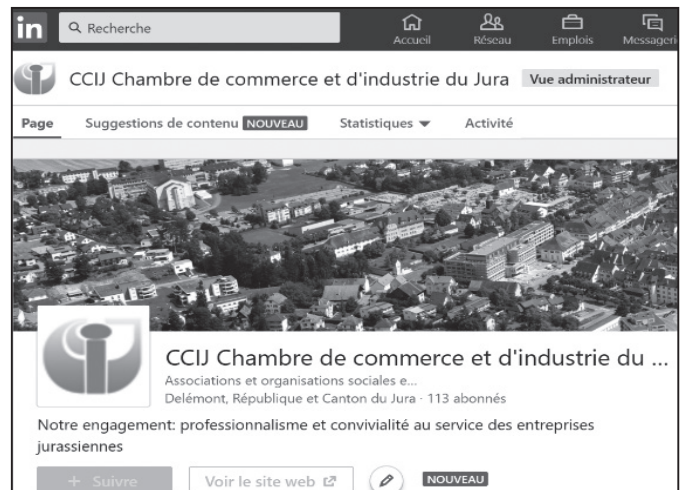 in Recherche Accueil Réseau Emplois Messageri
CCIJ Chambre de commerce et d'industrie du Jura Vue administrateur
Page Suggestions de contenu NOUVEAU Statistiques Activité
CCIJ Chambre de commerce et d'industrie du ...
Associations et organisations sociales e...
Delémont, République et Canton du Jura · 113 abonnés
Notre engagement: professionnalisme et convivialité au service des entreprises
jurassiennes
+ Suivre Voir le site web NOUVEAU